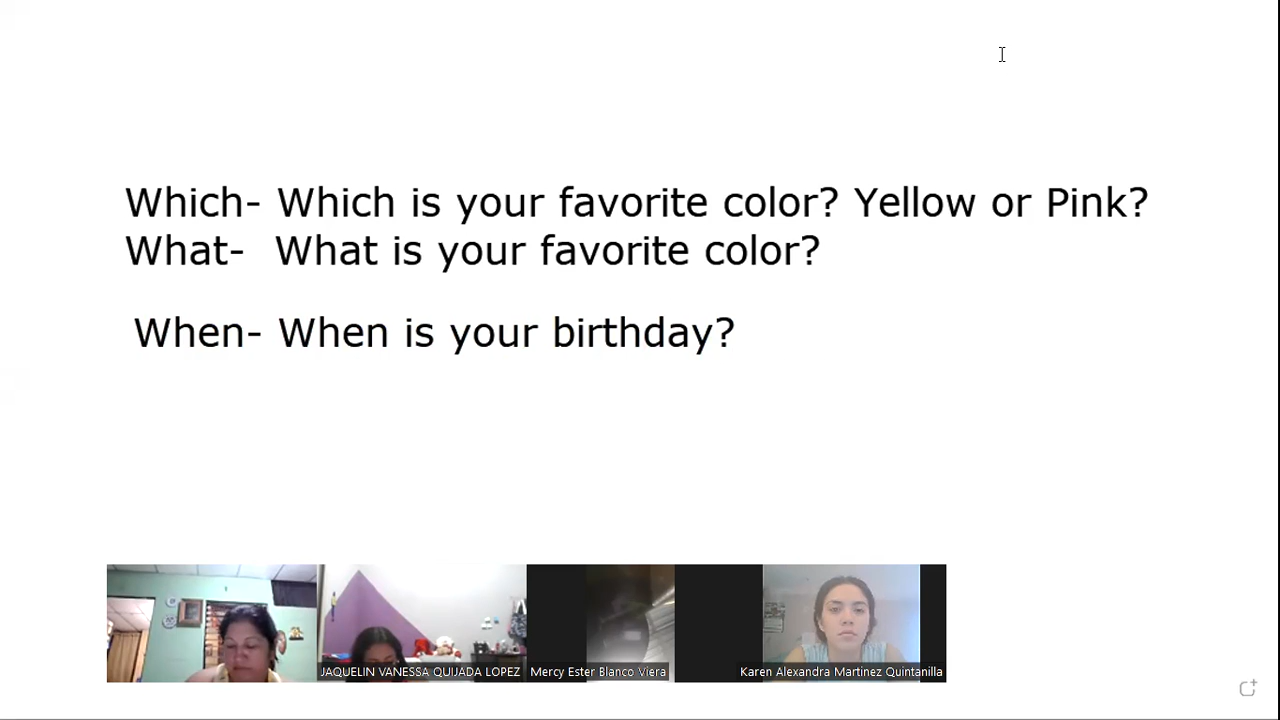 Which- Which is your favorite color? Yellow or Pink?
What- What is your favorite color?
When- When is your birthday?
JAQUELIN VANESSA QUIJADA LOPEZ
Mercy Ester Blanco Viera
Karen Alexandra Martinez Quintanilla